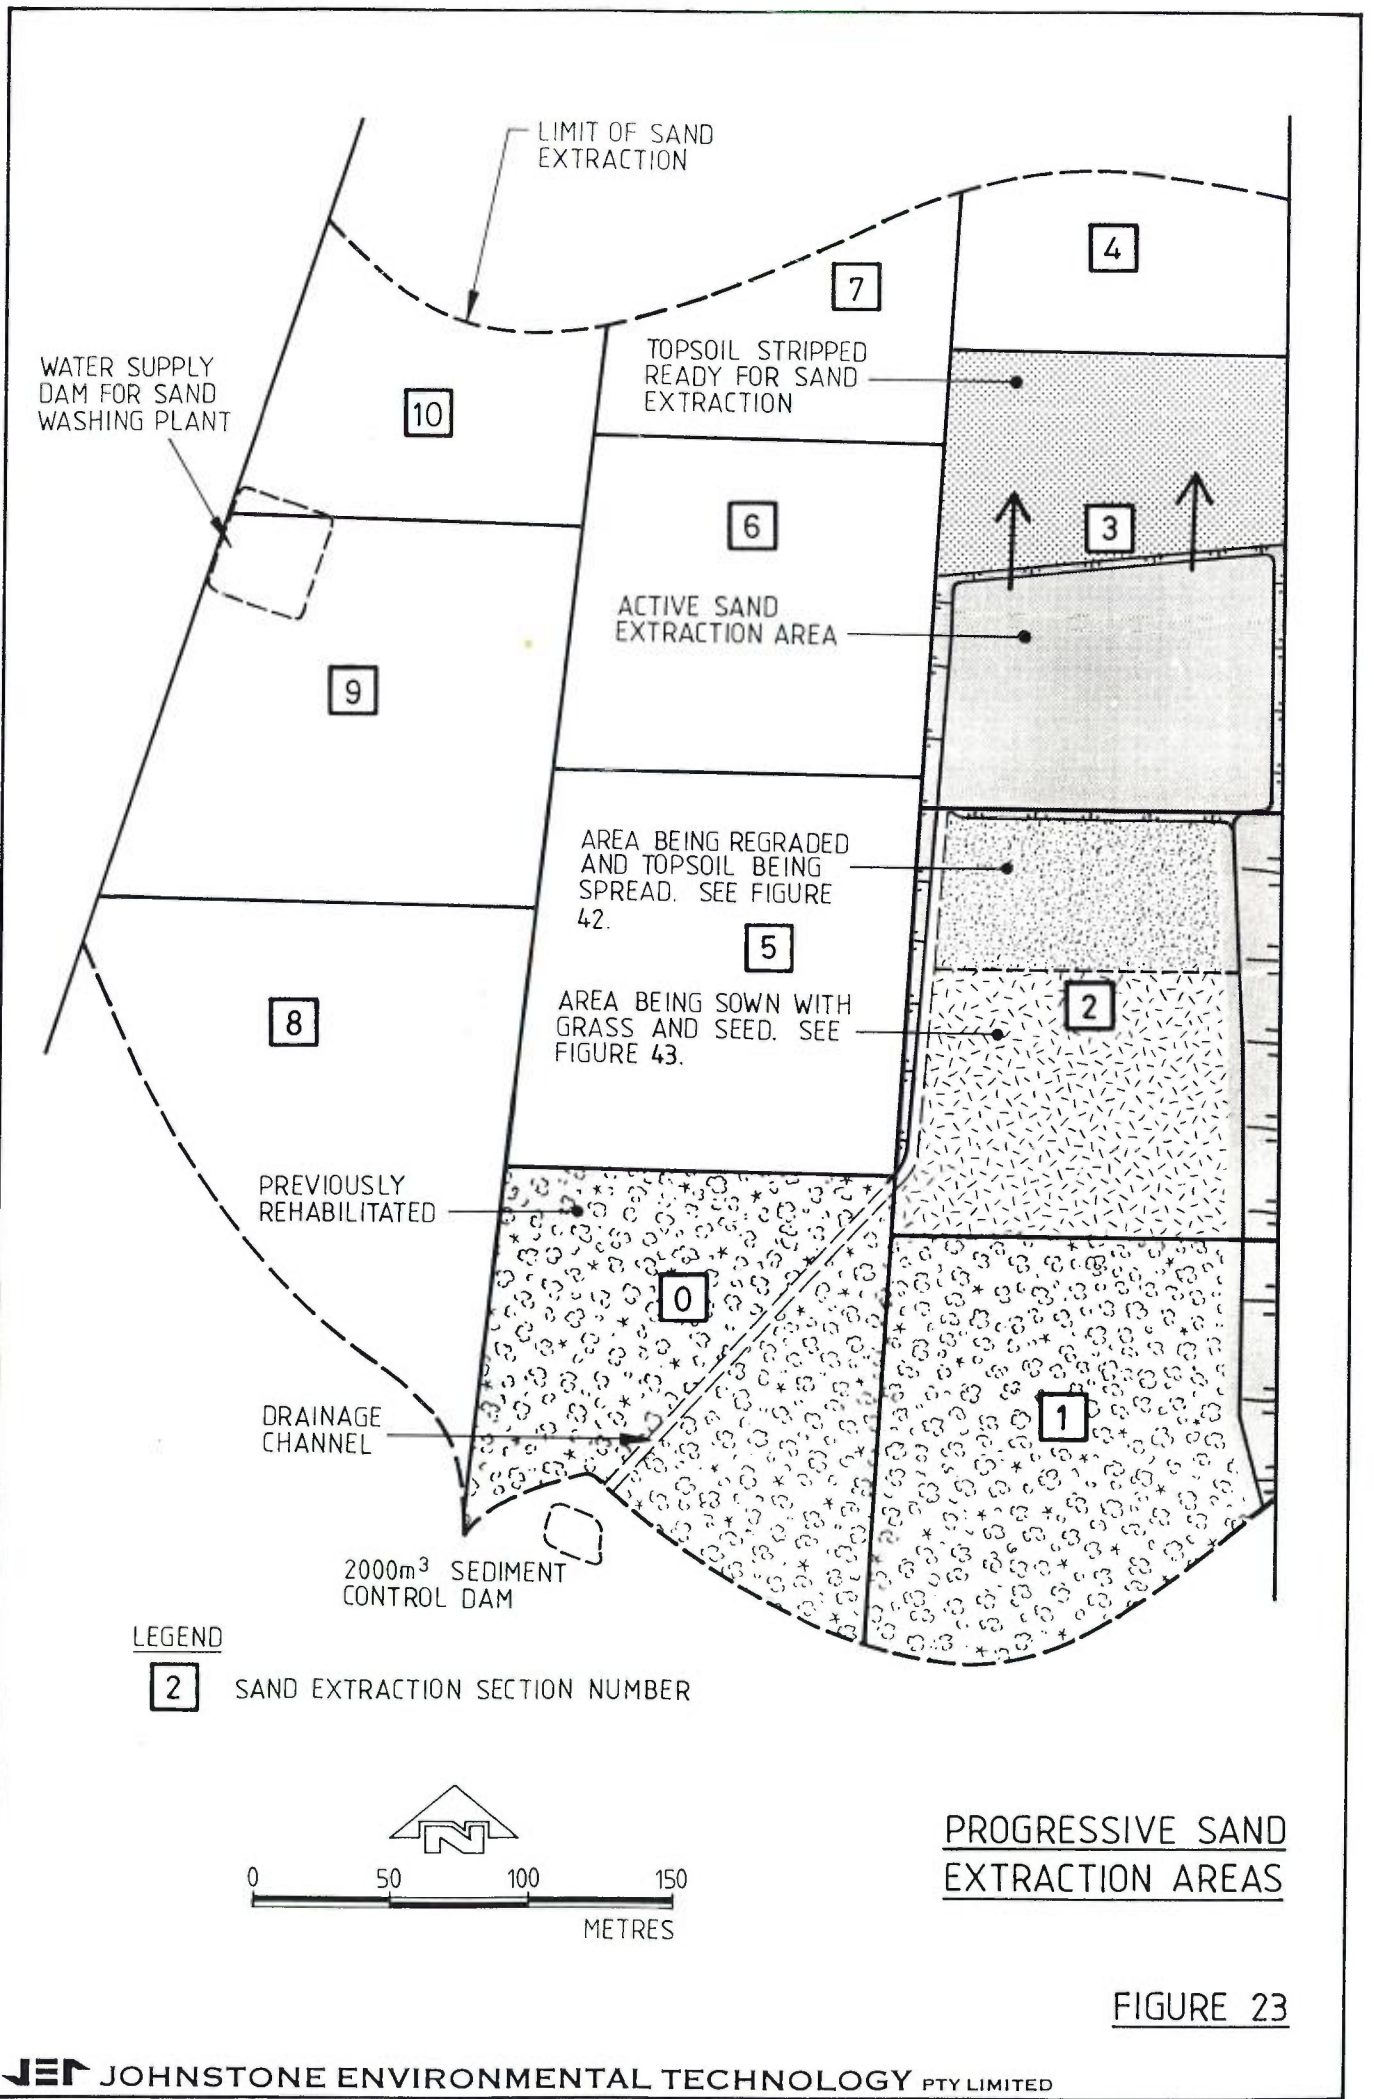 LIMIT OF SAND
EXTRACTION
4
7
TOPSOIL STRIPPED
READY FOR SAND
EXTRACTION
WATER SUPPLY
DAM FOR SAND
WASHING PLANT
10
6
3
ACTIVE SAND
EXTRACTION AREA
9
AREA BEING REGRADED
AND TOPSOIL BEING
SPREAD. SEE FIGURE
42.
5
AREA BEING SOWN WITH
GRASS AND SEED. SEE
FIGURE 43.
2
8
PREVIOUSLY
REHABILITATED
0
DRAINAGE
CHANNEL
1
2000m³ SEDIMENT
CONTROL DAM
LEGEND
2 SAND EXTRACTION SECTION NUMBER
N
0 50 100 150
METRES
PROGRESSIVE SAND
EXTRACTION AREAS
FIGURE 23
JET JOHNSTONE ENVIRONMENTAL TECHNOLOGY PTY LIMITED